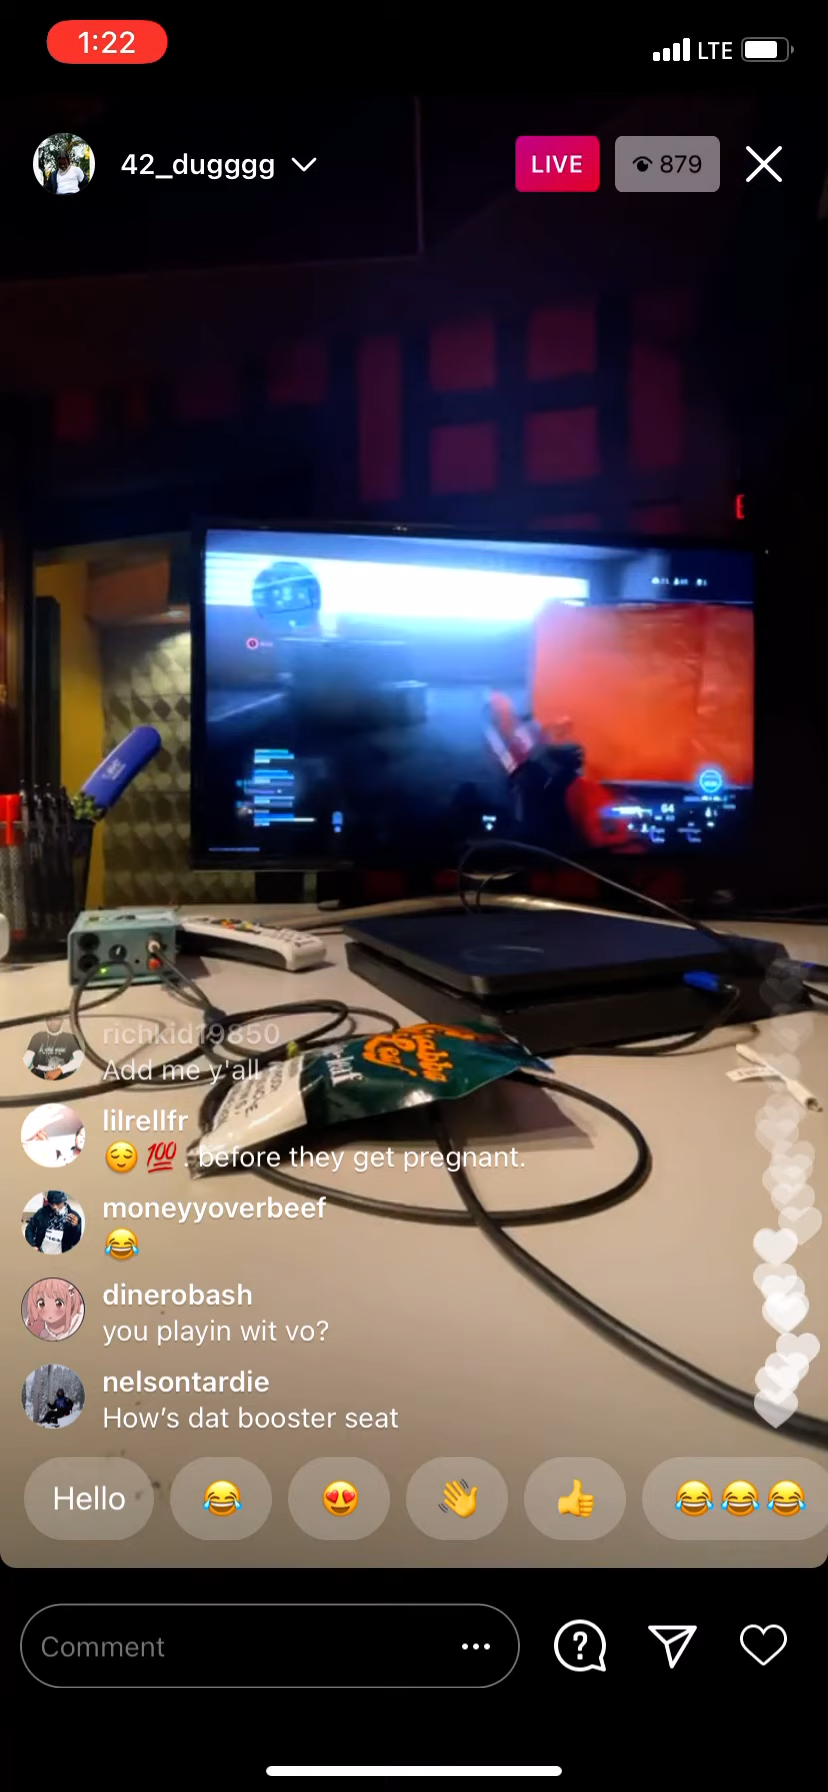 1:22
LTE
42_dugggg
LIVE
879
64
richkid19850
Add me y'all
lilrellfr
😌 💯 . before they get pregnant.
moneyyoverbeef
😂
dinerobash
you playin wit vo?
nelsontardie
How's dat booster seat
Hello 😂 😍 👋 👍 😂😂😂
Comment